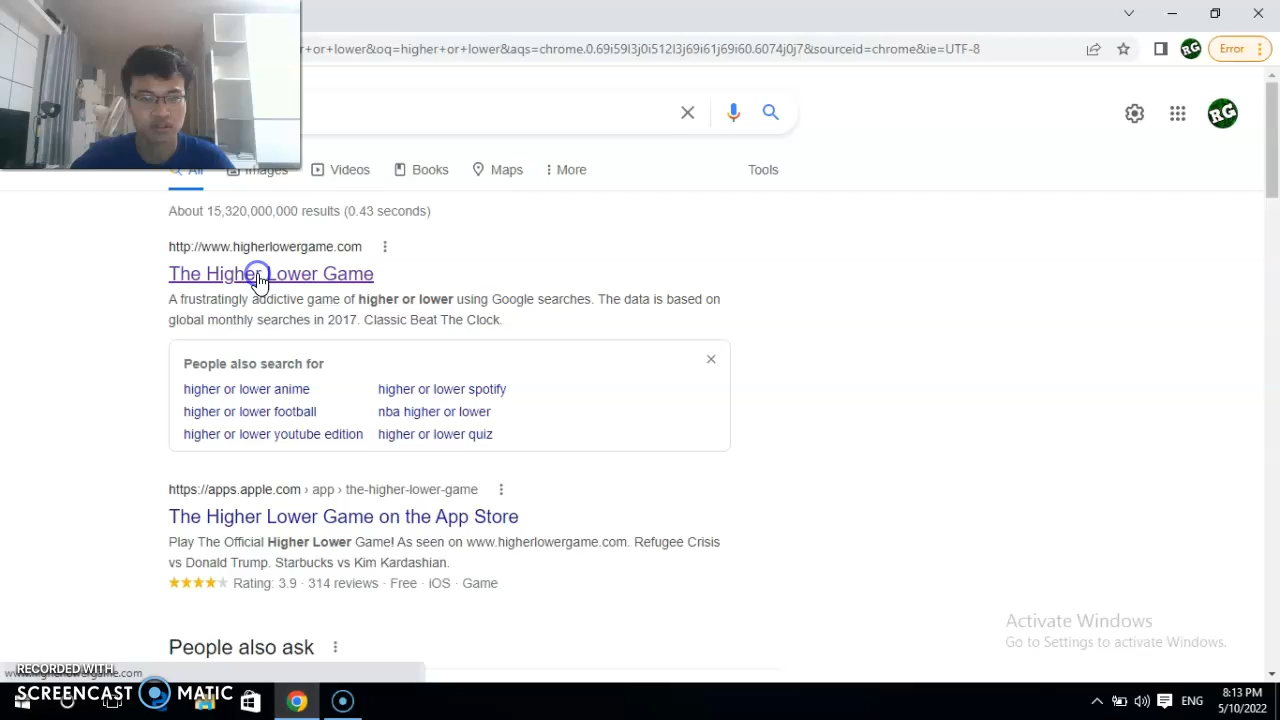 r+or+lower&oq=higher+or+lower&aqs=chrome.0.69i59l3j0i512l3j69i61j69i60.6074j0j7&sourceid=chrome&ie=UTF-8
RG
Error
RG
All
Images
Videos
Books
Maps
More
Tools
About 15,320,000,000 results (0.43 seconds)
http://www.higherlowergame.com
The Higher Lower Game
A frustratingly addictive game of higher or lower using Google searches. The data is based on
global monthly searches in 2017. Classic Beat The Clock.
People also search for
higher or lower anime
higher or lower spotify
higher or lower football
nba higher or lower
higher or lower youtube edition
higher or lower quiz
https://apps.apple.com › app › the-higher-lower-game
The Higher Lower Game on the App Store
Play The Official Higher Lower Game! As seen on www.higherlowergame.com. Refugee Crisis
vs Donald Trump. Starbucks vs Kim Kardashian.
Rating: 3.9 · 314 reviews · Free · iOS · Game
Activate Windows
Go to Settings to activate Windows.
People also ask
www.higherlowergame.com
RECORDED WITH
SCREENCAST MATIC
ENG
8:13 PM
5/10/2022